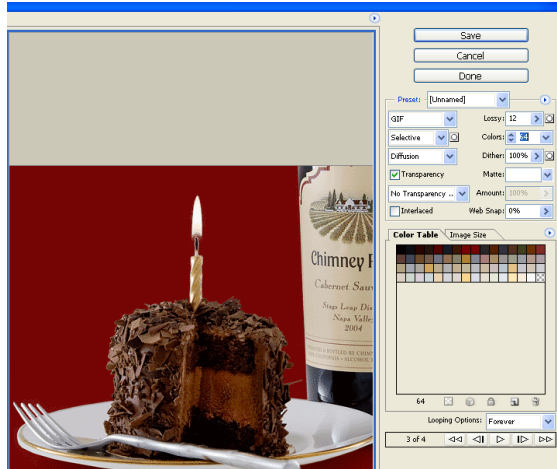 Save
Cancel
Done
Preset: [Unnamed]
GIF
Lossy: 12
Selective
Colors: 64
Diffusion
Dither: 100%
Transparency
Matte:
No Transparency ...
Amount: 100%
Interlaced
Web Snap: 0%
Color Table
Image Size
Chimney
Cabernet Sauv
Stags Leap Dis
Napa Valle
2004
64
Looping Options: Forever
3 of 4